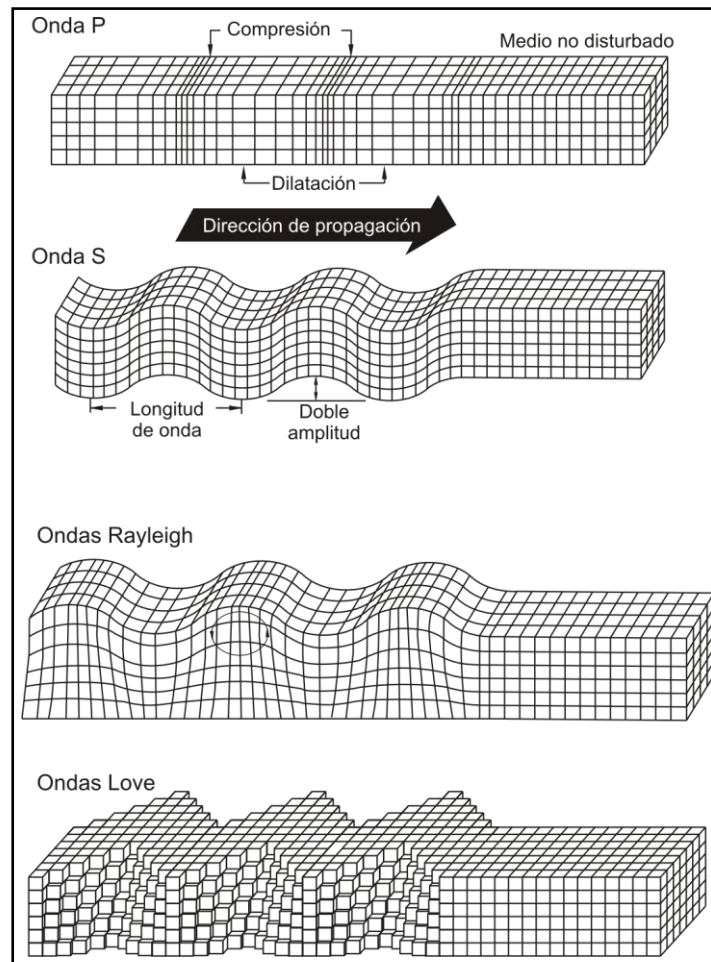 Onda P
Compresión
Medio no disturbado
Dilatación
Dirección de propagación
Onda S
Longitud
de onda
Doble
amplitud
Ondas Rayleigh
Ondas Love